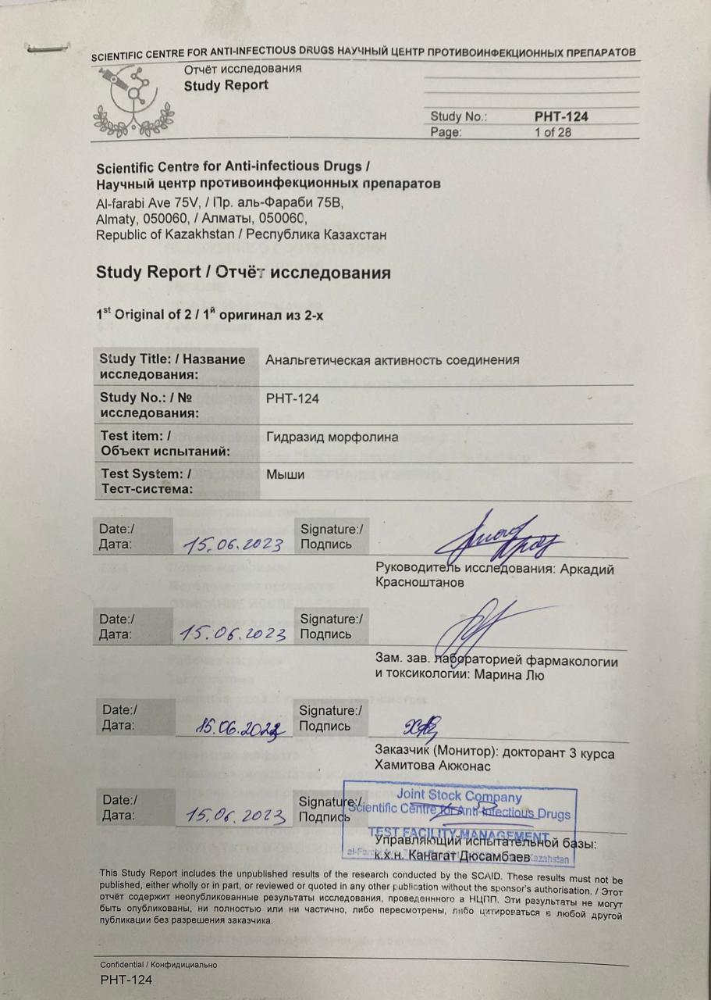 SCIENTIFIC CENTRE FOR ANTI-INFECTIOUS DRUGS НАУЧНЫЙ ЦЕНТР ПРОТИВОИНФЕКЦИОННЫХ ПРЕПАРАТОВ
Отчёт исследования
Study Report
Study No.: PHT-124
Page: 1 of 28
Scientific Centre for Anti-infectious Drugs /
Научный центр противоинфекционных препаратов
Al-farabi Ave 75V, / Пр. аль-Фараби 75В,
Almaty, 050060, / Алматы, 050060,
Republic of Kazakhstan / Республика Казахстан
Study Report / Отчёт исследования
1st Original of 2 / 1й оригинал из 2-х
Study Title: / Название Анальгетическая активность соединения
исследования:
Study No.: / № PHT-124
исследования:
Test item: / Гидразид морфолина
Объект испытаний:
Test System: / Мыши
Тест-система:
Date:/ Signature:/
Дата: 15.06.2023 Подпись
Руководитель исследования: Аркадий
Красноштанов
Date:/ Signature:/
Дата: 15.06.2023 Подпись
Зам. зав. лабораторией фармакологии
и токсикологии: Марина Лю
Date:/ Signature:/
Дата: 15.06.2023 Подпись
Заказчик (Монитор): докторант 3 курса
Хамитова Акжонас
Joint Stock Company
Date:/ Signature:/
Scientific Centre for Anti-infectious Drugs
Дата: 15.06.2023 Подпись
TEST FACILITY MANAGEMENT
Управляющий испытательной базы:
к.х.н. Канагат Дюсамбаев
al-Farabi Ave Kazakhstan
This Study Report includes the unpublished results of the research conducted by the SCAID. These results must not be
published, either wholly or in part, or reviewed or quoted in any other publication without the sponsor's authorisation. / Этот
отчёт содержит неопубликованные результаты исследования, проведеннного в НЦПП. Эти результаты не могут
быть опубликованы, ни полностью или ни частично, либо пересмотрены, либо цитироваться в любой другой
публикации без разрешения заказчика.
Confidential / Конфидициально
PHT-124